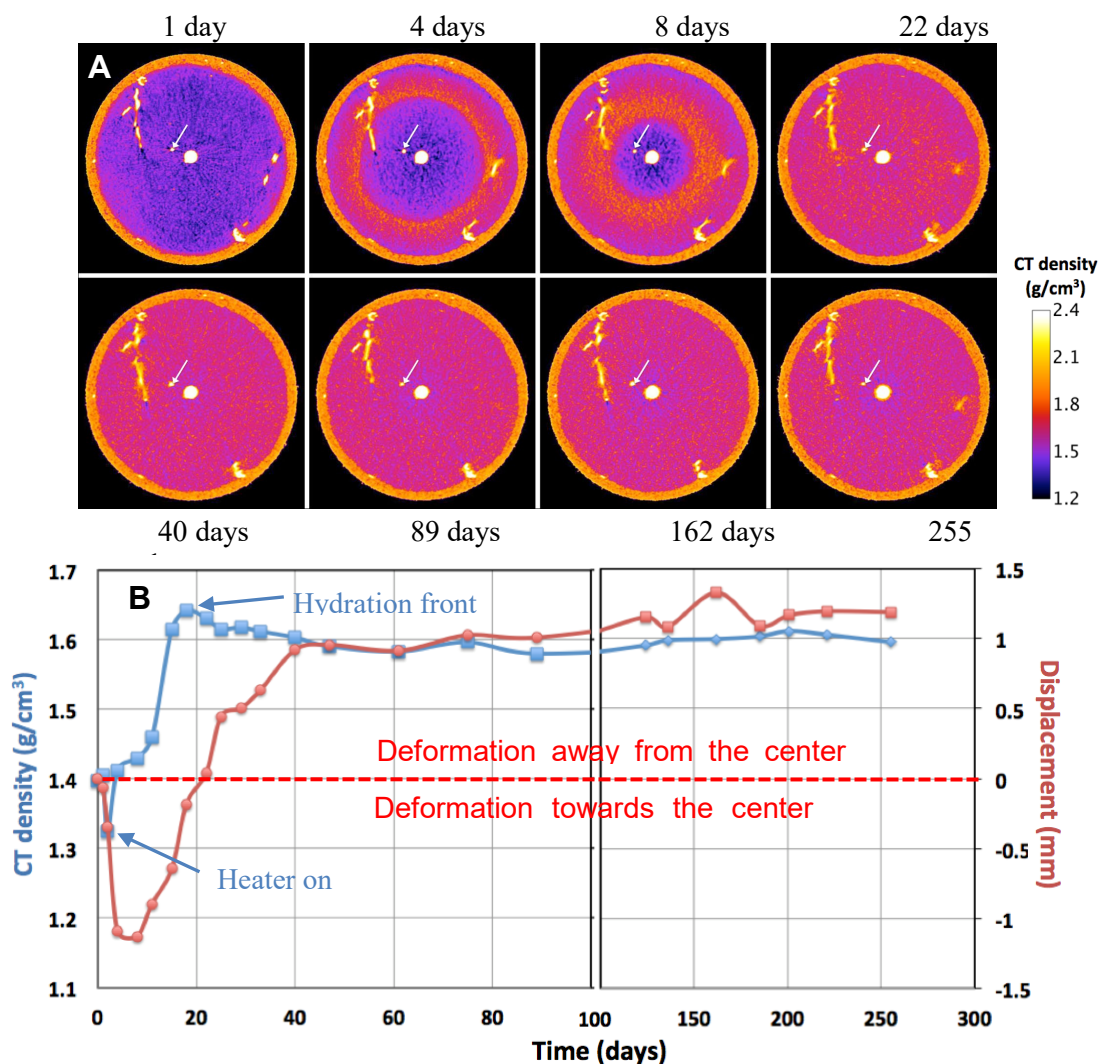 1 day 4 days 8 days 22 days
A
CT density
(g/cm³)
2.4
2.1
1.8
1.5
1.2
40 days 89 days 162 days 255
B
1.7
1.6
1.5
1.4
1.3
1.2
1.1
CT density (g/cm³)
Hydration front
Heater on
Deformation away from the center
Deformation towards the center
1.5
1
0.5
0
-0.5
-1
-1.5
Displacement (mm)
0 20 40 60 80 100 150 200 250 300
Time (days)